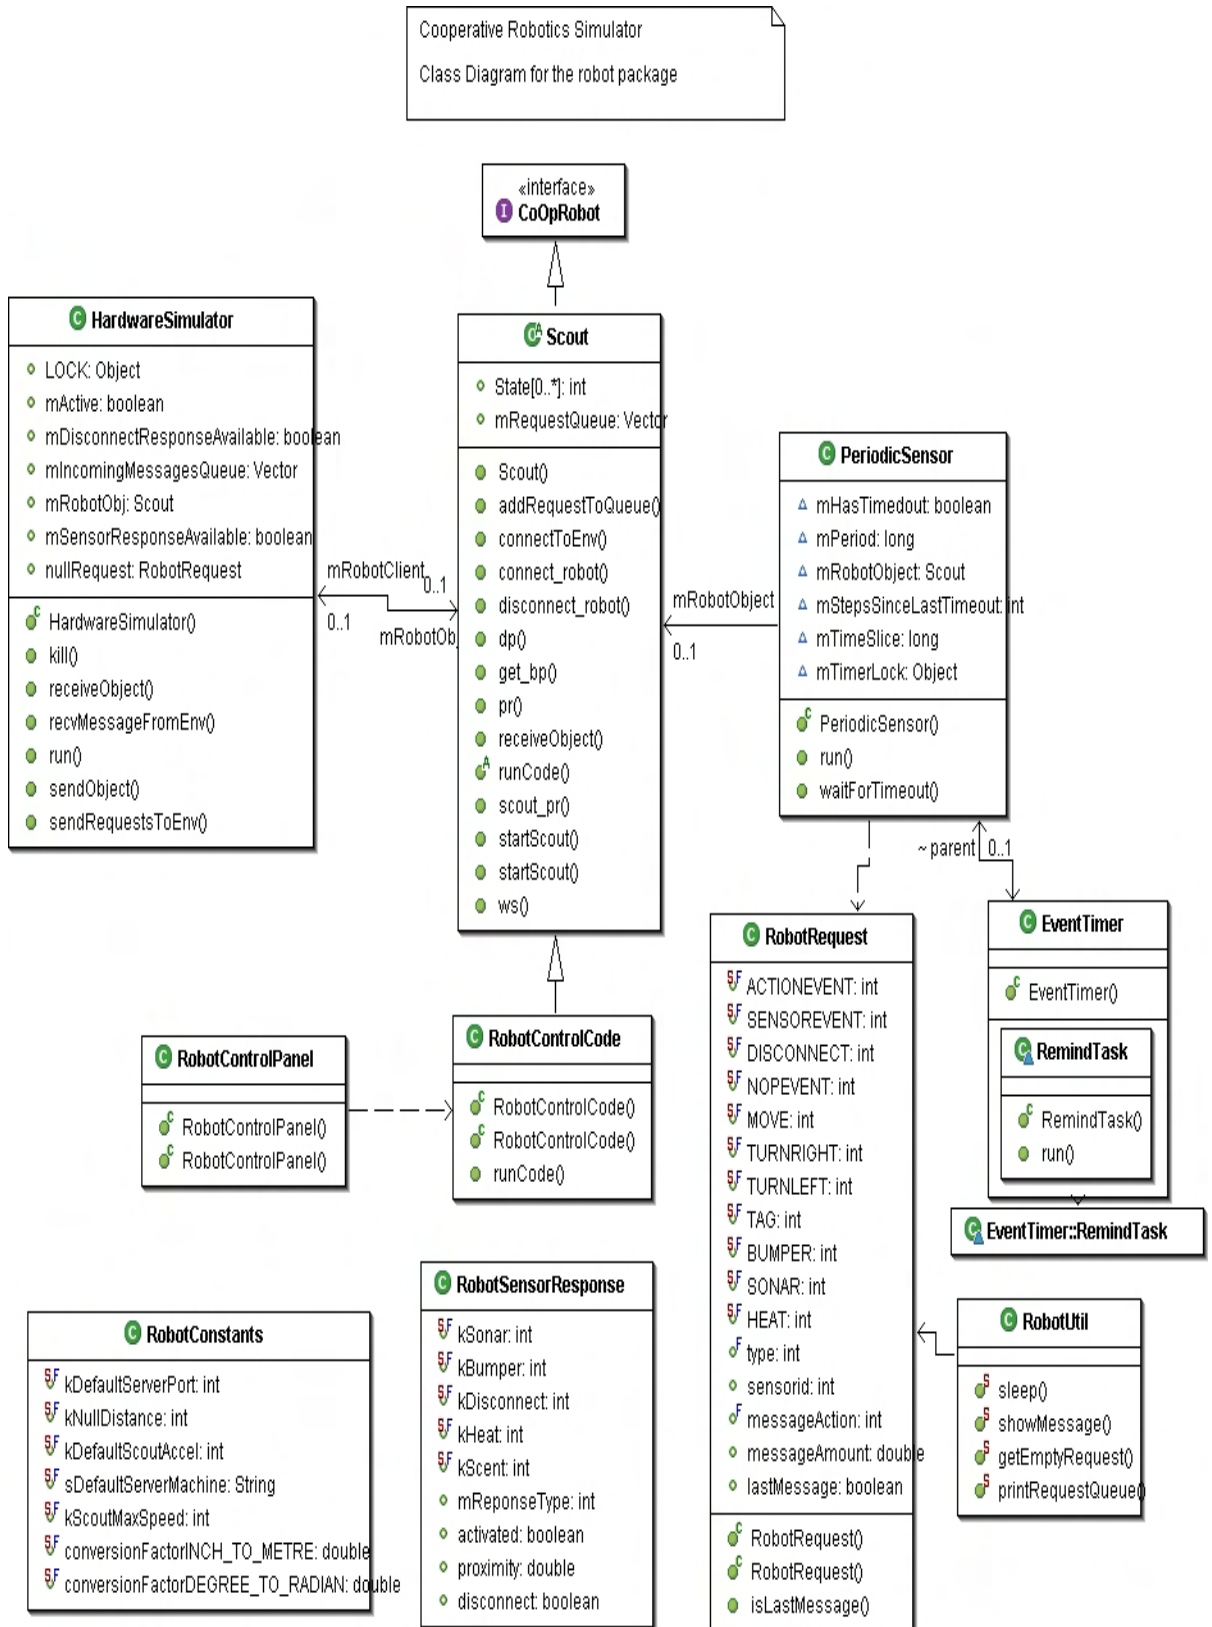 Cooperative Robotics Simulator
Class Diagram for the robot package
«interface»
I CoOpRobot
C HardwareSimulator
LOCK: Object
mActive: boolean
mDisconnectResponseAvailable: boolean
mIncomingMessagesQueue: Vector
mRobotObj: Scout
mSensorResponseAvailable: boolean
nullRequest: RobotRequest
C HardwareSimulator()
kill()
receiveObject()
recvMessageFromEnv()
run()
sendObject()
sendRequestsToEnv()
mRobotClient
0..1
0..1
mRobotObj
C A Scout
State[0..*]: int
mRequestQueue: Vector
Scout()
addRequestToQueue()
connectToEnv()
connect_robot()
disconnect_robot()
dp()
get_bp()
pr()
receiveObject()
A runCode()
scout_pr()
startScout()
startScout()
ws()
mRobotObject
0..1
C PeriodicSensor
mHasTimedout: boolean
mPeriod: long
mRobotObject: Scout
mStepsSinceLastTimeout: int
mTimeSlice: long
mTimerLock: Object
C PeriodicSensor()
run()
waitForTimeout()
~ parent 0..1
C RobotControlPanel
C RobotControlPanel()
C RobotControlPanel()
C RobotControlCode
C RobotControlCode()
C RobotControlCode()
runCode()
C RobotRequest
S F ACTIONEVENT: int
S F SENSOREVENT: int
S F DISCONNECT: int
S F NOPEVENT: int
S F MOVE: int
S F TURNRIGHT: int
S F TURNLEFT: int
S F TAG: int
S F BUMPER: int
S F SONAR: int
S F HEAT: int
F type: int
sensorid: int
F messageAction: int
messageAmount: double
lastMessage: boolean
C RobotRequest()
C RobotRequest()
isLastMessage()
C EventTimer
C EventTimer()
C RemindTask
C RemindTask()
run()
C EventTimer::RemindTask
C RobotConstants
S F kDefaultServerPort: int
S F kNullDistance: int
S F kDefaultScoutAccel: int
S F sDefaultServerMachine: String
S F kScoutMaxSpeed: int
S F conversionFactorINCH_TO_METRE: double
S F conversionFactorDEGREE_TO_RADIAN: double
C RobotSensorResponse
S F kSonar: int
S F kBumper: int
S F kDisconnect: int
S F kHeat: int
S F kScent: int
mReponseType: int
activated: boolean
proximity: double
disconnect: boolean
C RobotUtil
S sleep()
S showMessage()
S getEmptyRequest()
S printRequestQueue()